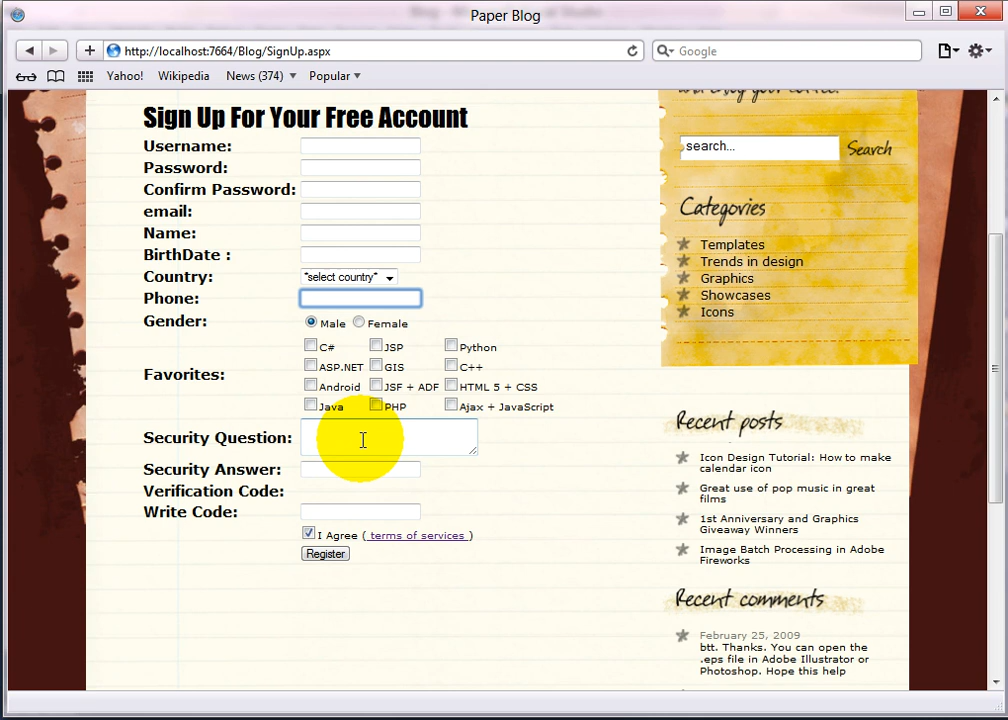 Paper Blog
http://localhost:7664/Blog/SignUp.aspx
Google
Yahoo! Wikipedia News (374) Popular
and enjoy your coffee!
Sign Up For Your Free Account
Username:
Password:
Confirm Password:
email:
Name:
BirthDate :
Country: *select country*
Phone:
Gender: Male Female
Favorites:
C# JSP Python
ASP.NET GIS C++
Android JSF + ADF HTML 5 + CSS
Java PHP Ajax + JavaScript
Security Question:
Security Answer:
Verification Code:
Write Code:
I Agree ( terms of services )
Register
search... Search
Categories
Templates
Trends in design
Graphics
Showcases
Icons
Recent posts
Icon Design Tutorial: How to make
calendar icon
Great use of pop music in great
films
1st Anniversary and Graphics
Giveaway Winners
Image Batch Processing in Adobe
Fireworks
Recent comments
February 25, 2009
btt. Thanks. You can open the
.eps file in Adobe Illustrator or
Photoshop. Hope this help